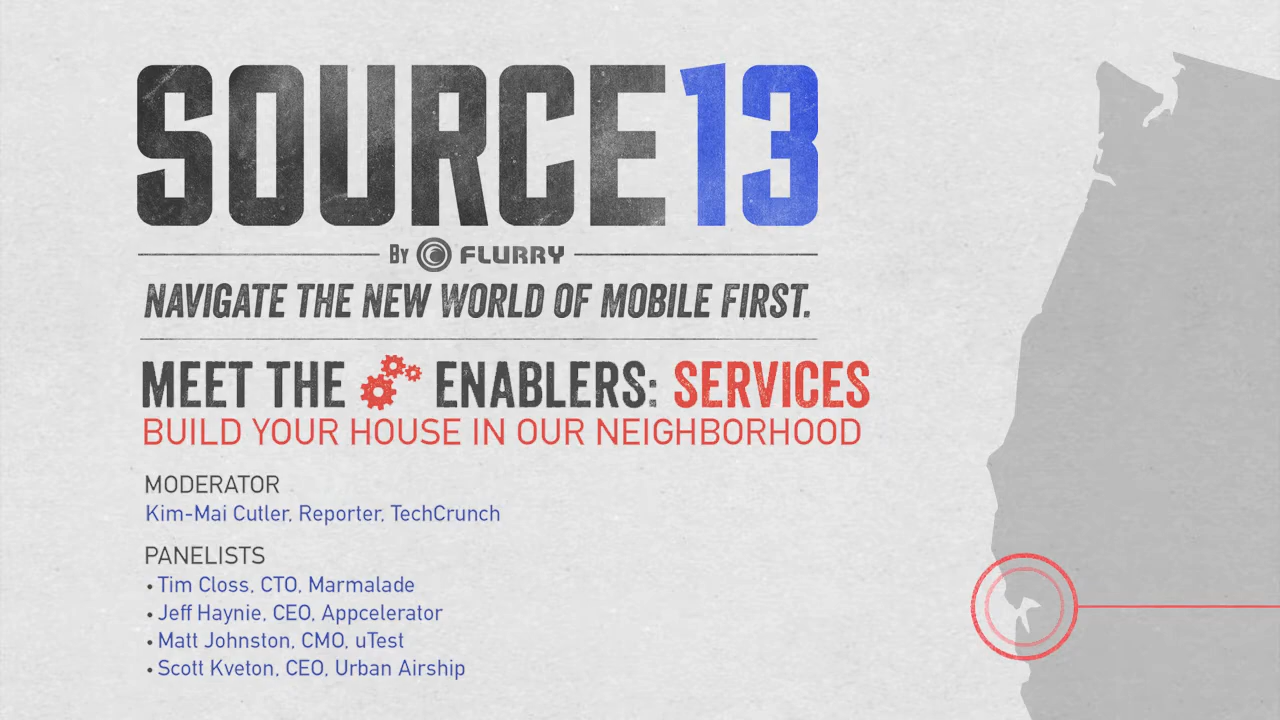 SOURCE13
By FLURRY
NAVIGATE THE NEW WORLD OF MOBILE FIRST.
MEET THE ENABLERS: SERVICES
BUILD YOUR HOUSE IN OUR NEIGHBORHOOD
MODERATOR
Kim-Mai Cutler, Reporter, TechCrunch
PANELISTS
• Tim Closs, CTO, Marmalade
• Jeff Haynie, CEO, Appcelerator
• Matt Johnston, CMO, uTest
• Scott Kveton, CEO, Urban Airship